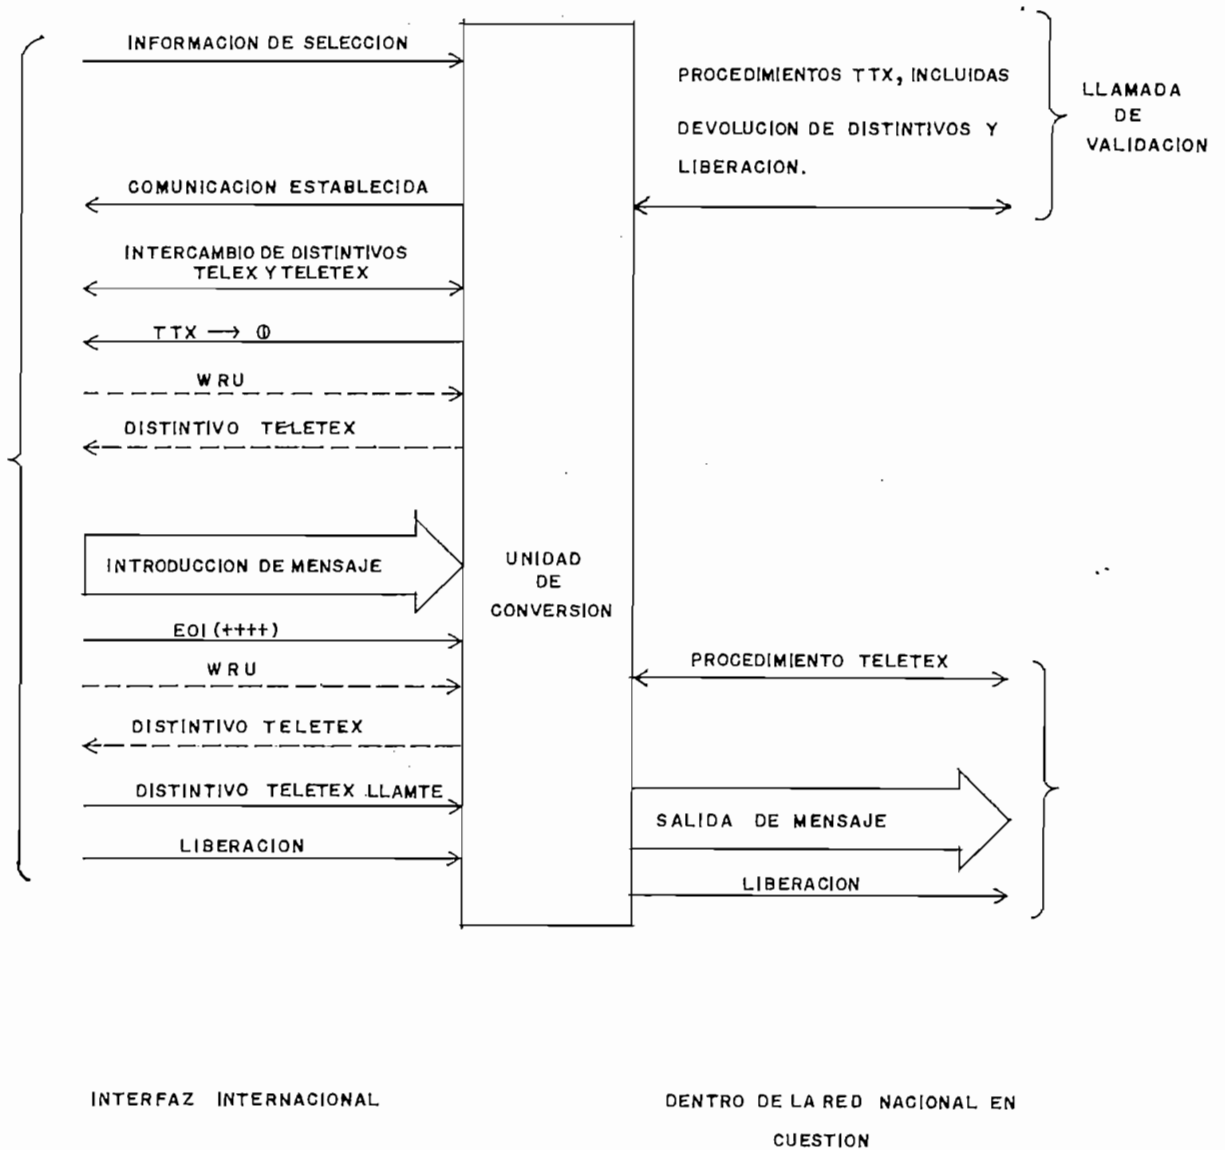 INFORMACION DE SELECCION
PROCEDIMIENTOS TTX, INCLUIDAS
DEVOLUCION DE DISTINTIVOS Y
LIBERACION.
LLAMADA
DE
VALIDACION
COMUNICACION ESTABLECIDA
INTERCAMBIO DE DISTINTIVOS
TELEX Y TELETEX
TTX → ①
WRU
DISTINTIVO TELETEX
INTRODUCCION DE MENSAJE
UNIDAD
DE
CONVERSION
EOI (++++)
WRU
PROCEDIMIENTO TELETEX
DISTINTIVO TELETEX
DISTINTIVO TELETEX LLAMTE
SALIDA DE MENSAJE
LIBERACION
LIBERACION
INTERFAZ INTERNACIONAL
DENTRO DE LA RED NACIONAL EN
CUESTION